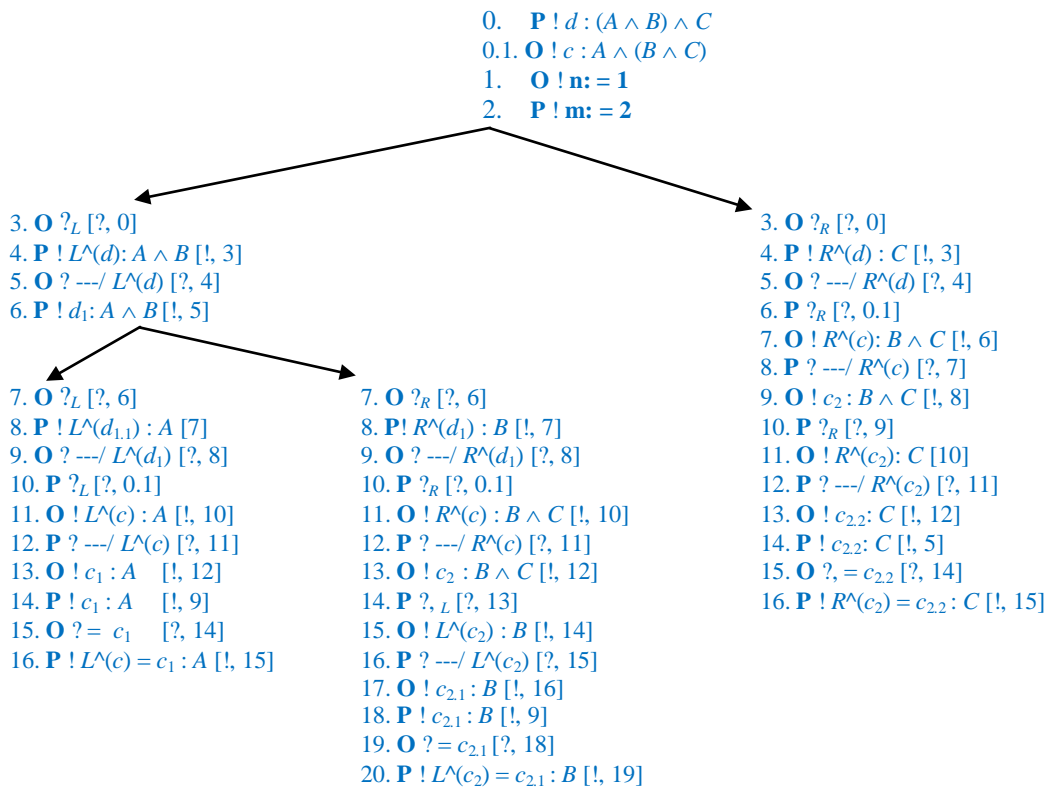 0. P ! d : (A ∧ B) ∧ C
0.1. O ! c : A ∧ (B ∧ C)
1. O ! n: = 1
2. P ! m: = 2
3. O ?L [?, 0]
4. P ! L^(d): A ∧ B [!, 3]
5. O ? ---/ L^(d) [?, 4]
6. P ! d1: A ∧ B [!, 5]
7. O ?L [?, 6]
8. P ! L^(d1.1) : A [7]
9. O ? ---/ L^(d1) [?, 8]
10. P ?L [?, 0.1]
11. O ! L^(c) : A [!, 10]
12. P ? ---/ L^(c) [?, 11]
13. O ! c1 : A [!, 12]
14. P ! c1 : A [!, 9]
15. O ? = c1 [?, 14]
16. P ! L^(c) = c1 : A [!, 15]
7. O ?R [?, 6]
8. P! R^(d1) : B [!, 7]
9. O ? ---/ R^(d1) [?, 8]
10. P ?R [?, 0.1]
11. O ! R^(c) : B ∧ C [!, 10]
12. P ? ---/ R^(c) [?, 11]
13. O ! c2 : B ∧ C [!, 12]
14. P ?, L [?, 13]
15. O ! L^(c2) : B [!, 14]
16. P ? ---/ L^(c2) [?, 15]
17. O ! c2.1 : B [!, 16]
18. P ! c2.1 : B [!, 9]
19. O ? = c2.1 [?, 18]
20. P ! L^(c2) = c2.1 : B [!, 19]
3. O ?R [?, 0]
4. P ! R^(d) : C [!, 3]
5. O ? ---/ R^(d) [?, 4]
6. P ?R [?, 0.1]
7. O ! R^(c): B ∧ C [!, 6]
8. P ? ---/ R^(c) [?, 7]
9. O ! c2 : B ∧ C [!, 8]
10. P ?R [?, 9]
11. O ! R^(c2): C [10]
12. P ? ---/ R^(c2) [?, 11]
13. O ! c2.2: C [!, 12]
14. P ! c2.2: C [!, 5]
15. O ?, = c2.2 [?, 14]
16. P ! R^(c2) = c2.2 : C [!, 15]